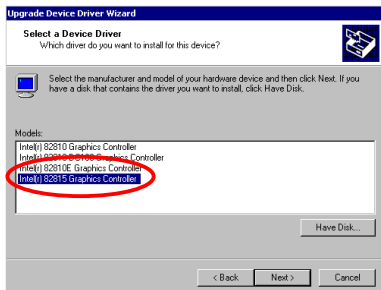 Upgrade Device Driver Wizard
Select a Device Driver
Which driver do you want to install for this device?
Select the manufacturer and model of your hardware device and then click Next. If you
have a disk that contains the driver you want to install, click Have Disk.
Models:
Intel(r) 82810 Graphics Controller
Intel(r) 82810-DC100 Graphics Controller
Intel(r) 82810E Graphics Controller
Intel(r) 82815 Graphics Controller
Have Disk...
< Back
Next >
Cancel